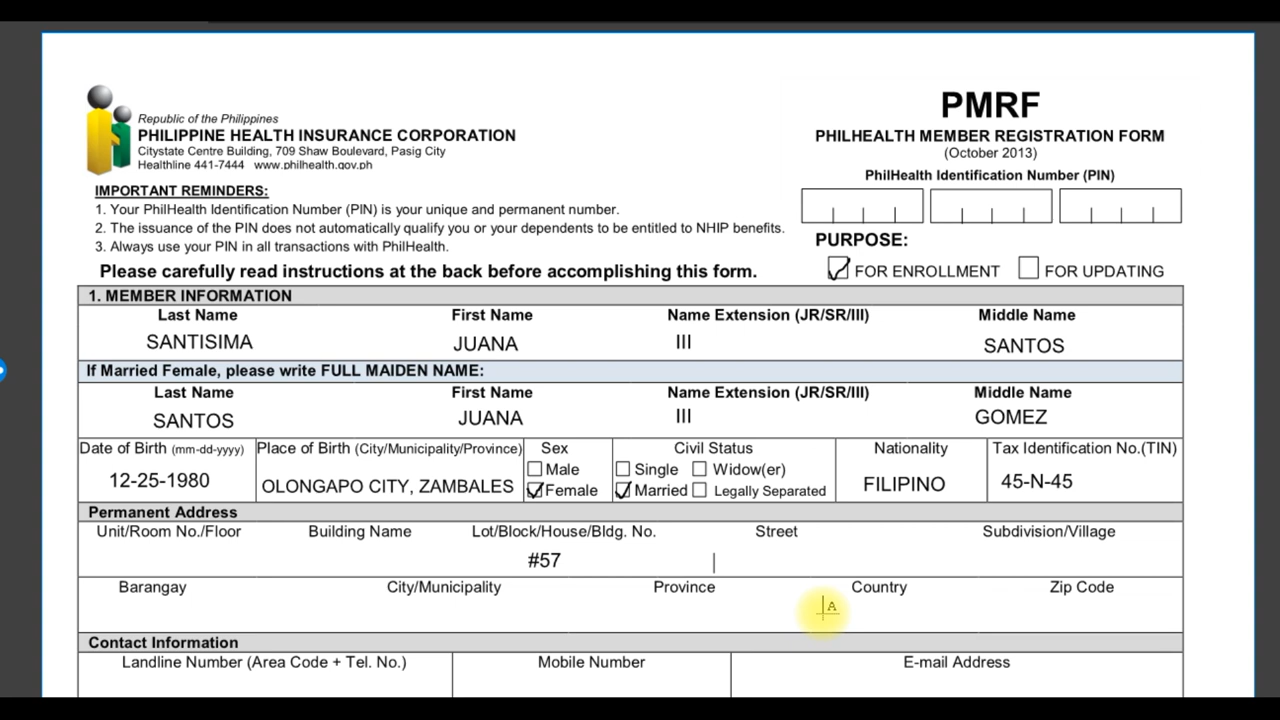 PMRF
Republic of the Philippines
PHILIPPINE HEALTH INSURANCE CORPORATION
Citystate Centre Building, 709 Shaw Boulevard, Pasig City
Healthline 441-7444 www.philhealth.gov.ph
PHILHEALTH MEMBER REGISTRATION FORM
(October 2013)
PhilHealth Identification Number (PIN)
IMPORTANT REMINDERS:
1. Your PhilHealth Identification Number (PIN) is your unique and permanent number.
2. The issuance of the PIN does not automatically qualify you or your dependents to be entitled to NHIP benefits.
3. Always use your PIN in all transactions with PhilHealth.
PURPOSE:
Please carefully read instructions at the back before accomplishing this form.
FOR ENROLLMENT FOR UPDATING
1. MEMBER INFORMATION
Last Name First Name Name Extension (JR/SR/III) Middle Name
SANTISIMA JUANA III SANTOS
If Married Female, please write FULL MAIDEN NAME:
Last Name First Name Name Extension (JR/SR/III) Middle Name
SANTOS JUANA III GOMEZ
Date of Birth (mm-dd-yyyy) Place of Birth (City/Municipality/Province) Sex Civil Status Nationality Tax Identification No.(TIN)
Male Single Widow(er)
12-25-1980 OLONGAPO CITY, ZAMBALES Female Married Legally Separated FILIPINO 45-N-45
Permanent Address
Unit/Room No./Floor Building Name Lot/Block/House/Bldg. No. Street Subdivision/Village
#57
Barangay City/Municipality Province Country Zip Code
A
Contact Information
Landline Number (Area Code + Tel. No.) Mobile Number E-mail Address